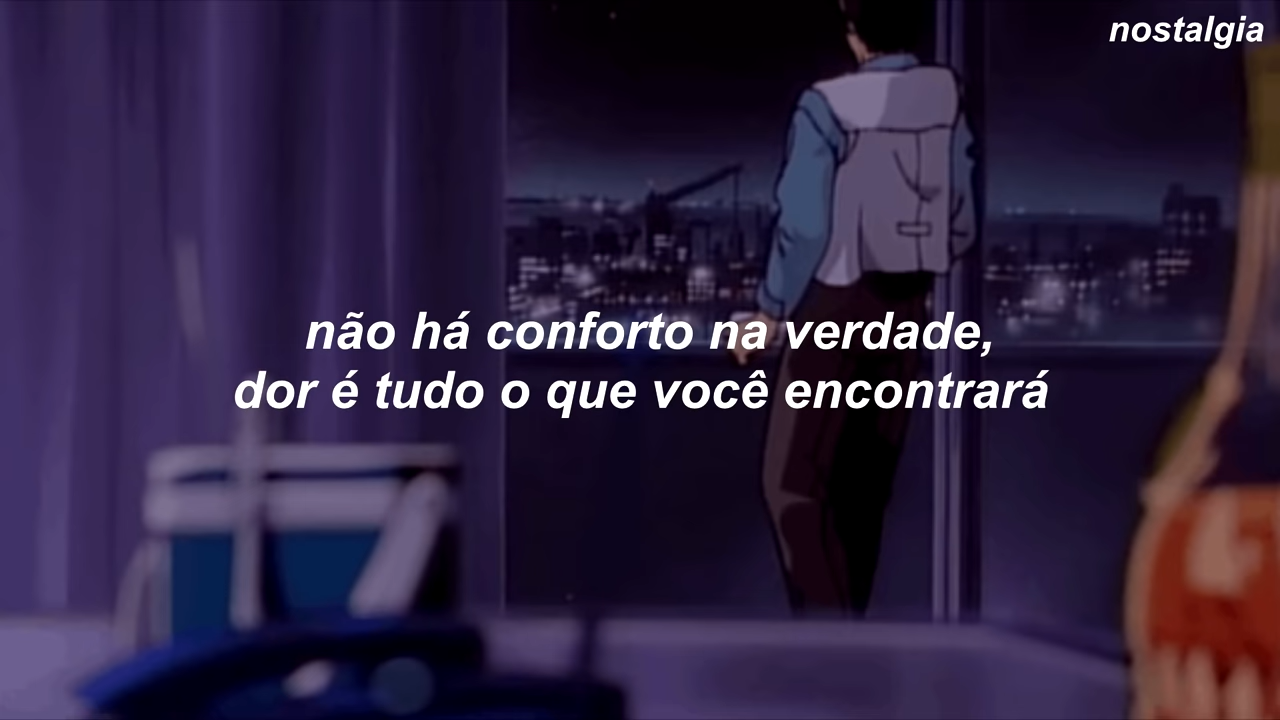 nostalgia
não há conforto na verdade,
dor é tudo o que você encontrará